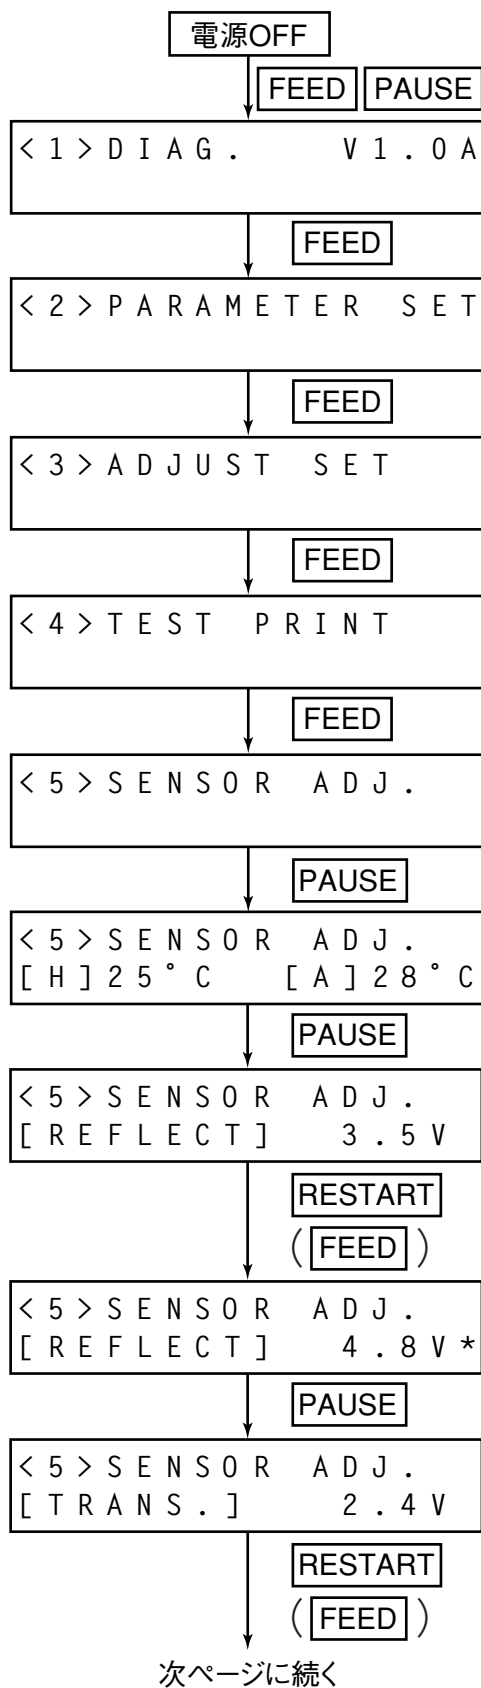 電源OFF
FEED PAUSE
<1>DIAG. V1.0A
FEED
<2>PARAMETER SET
FEED
<3>ADJUST SET
FEED
<4>TEST PRINT
FEED
<5>SENSOR ADJ.
PAUSE
<5>SENSOR ADJ.
[H]25°C [A]28°C
PAUSE
<5>SENSOR ADJ.
[REFLECT] 3.5V
RESTART
(FEED)
<5>SENSOR ADJ.
[REFLECT] 4.8V*
PAUSE
<5>SENSOR ADJ.
[TRANS.] 2.4V
RESTART
(FEED)
次ページに続く